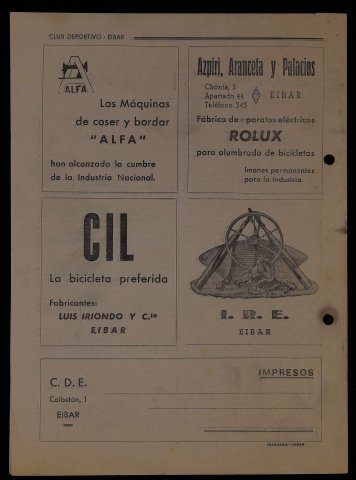 CLUB DEPORTIVO - EIBAR
ALFA
Las Máquinas
de coser y bordar
"ALFA"
han alcanzado la cumbre
de la Industria Nacional.
Azpiri, Aranceta y Palacios
Chonta, 5
Apartado 44
Teléfono 343
EIBAR
Fábrica de aparatos eléctricos
ROLUX
para alumbrado de bicicletas
Imanes permanentes
para la Industria.
CIL
La bicicleta preferida
Fabricantes:
LUIS IRIONDO Y C.ía
EIBAR
I. R. E.
EIBAR
IMPRESOS
C. D. E.
Calbetón, 1
EIBAR